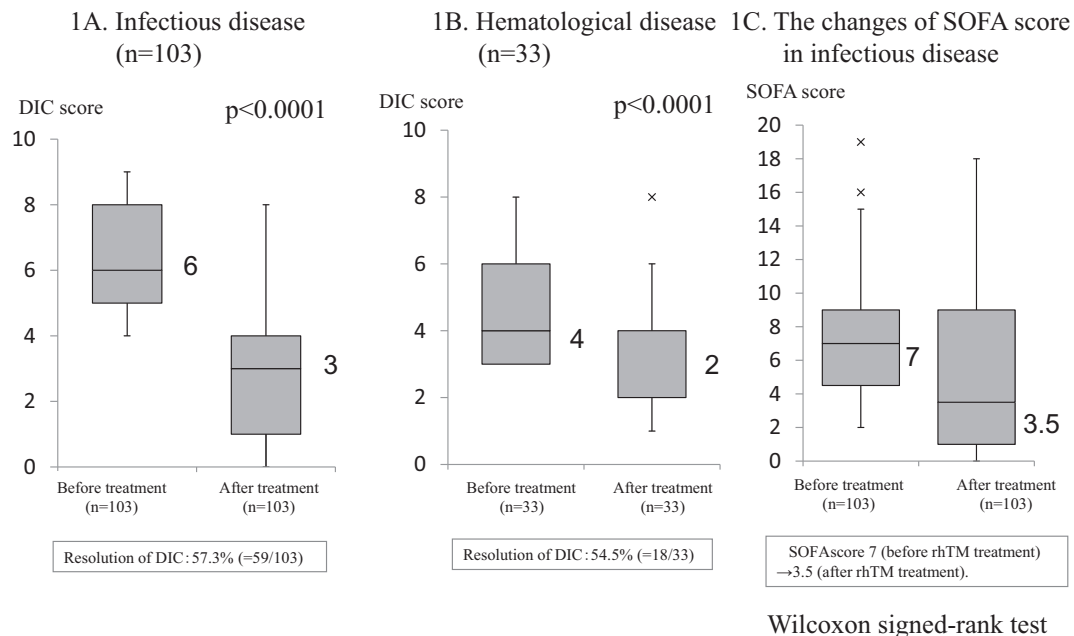 1A. Infectious disease
(n=103)
DIC score
p<0.0001
10
8
6
4
2
0
6
3
Before treatment
(n=103)
After treatment
(n=103)
Resolution of DIC:57.3% (=59/103)
1B. Hematological disease
(n=33)
DIC score
p<0.0001
10
8
6
4
2
0
4
2
Before treatment
(n=33)
After treatment
(n=33)
Resolution of DIC:54.5% (=18/33)
1C. The changes of SOFA score
in infectious disease
SOFA score
20
18
16
14
12
10
8
6
4
2
0
7
3.5
Before treatment
(n=103)
After treatment
(n=103)
SOFAscore 7 (before rhTM treatment)
→3.5 (after rhTM treatment).
Wilcoxon signed-rank test